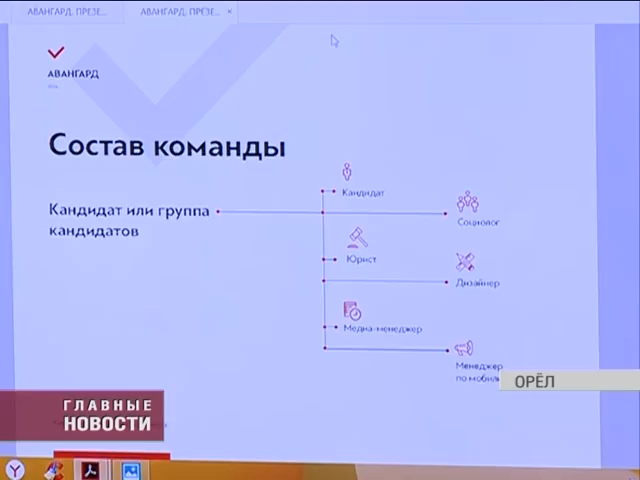 АВАНГАРД. ПРЕЗЕ...
АВАНГАРД. ПРЕЗЕ... ×
АВАНГАРД
Состав команды
Кандидат или группа
кандидатов
Кандидат
Социолог
Юрист
Дизайнер
Медиа-менеджер
Менеджер
по
ОРЁЛ
ГЛАВНЫЕ
НОВОСТИ